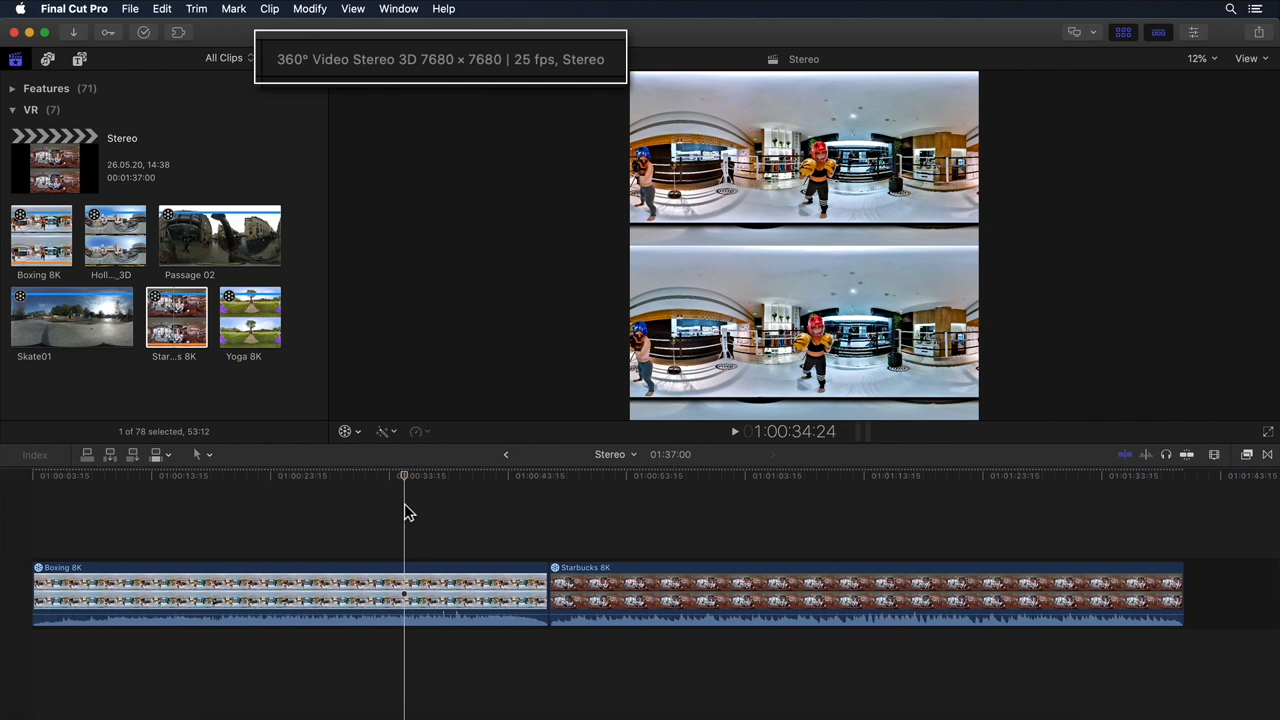 Final Cut Pro File Edit Trim Mark Clip Modify View Window Help
All Clips
360° Video Stereo 3D 7680 × 7680 | 25 fps, Stereo
Stereo
12%
View
Features (71)
VR (7)
Stereo
26.05.20, 14:38
00:01:37:00
Boxing 8K
Holl..._3D
Passage 02
Skate01
Star...s 8K
Yoga 8K
1 of 78 selected, 53:12
01:00:34:24
Index
Stereo
01:37:00
01:00:03:15 01:00:13:15 01:00:23:15 01:00:33:15 01:00:43:15 01:00:53:15 01:01:03:15 01:01:13:15 01:01:23:15 01:01:33:15 01:01:43:15
Boxing 8K
Starbucks 8K